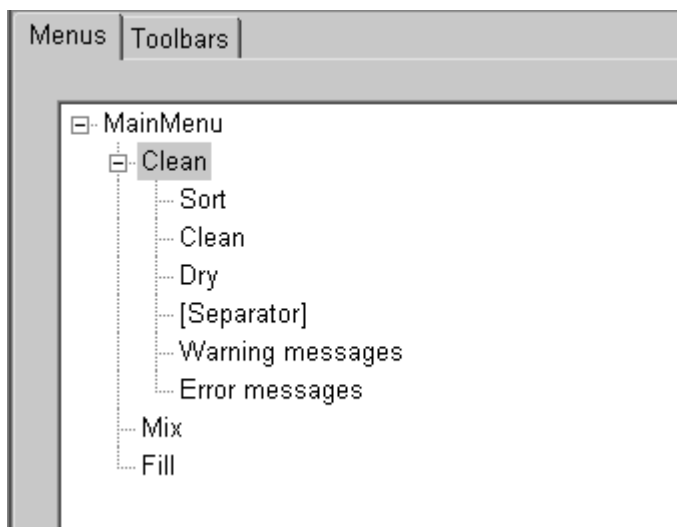 Menus Toolbars
MainMenu
Clean
Sort
Clean
Dry
[Separator]
Warning messages
Error messages
Mix
Fill